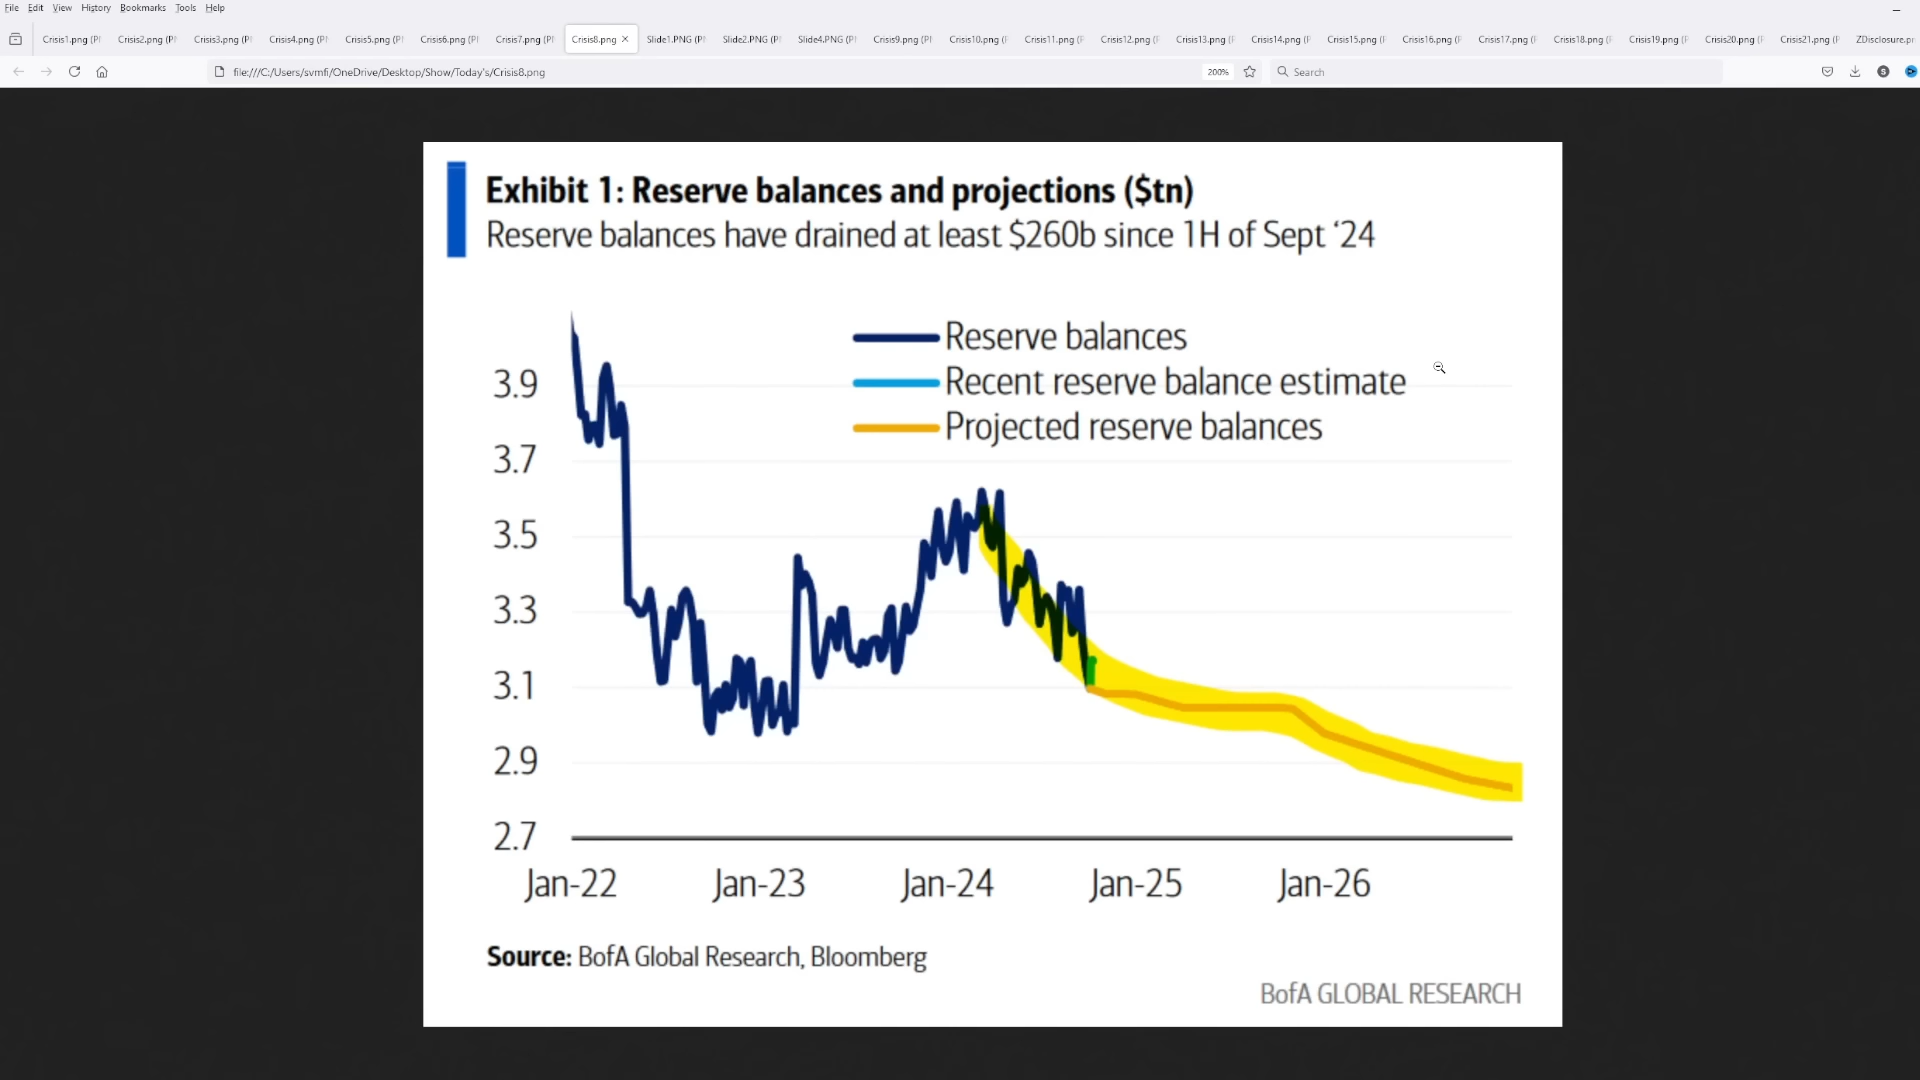 File Edit View History Bookmarks Tools Help
Crisis1.png (P Crisis2.png (P Crisis3.png (P Crisis4.png (P Crisis5.png (P Crisis6.png (P Crisis7.png (P Crisis8.png Slide1.PNG (P Slide2.PNG (P Slide4.PNG (P Crisis9.png (P Crisis10.png ( Crisis11.png (P Crisis12.png (P Crisis13.png (P Crisis14.png (P Crisis15.png (P Crisis16.png (P Crisis17.png (P Crisis18.png (P Crisis19.png (P Crisis20.png (P Crisis21.png (P ZDisclosure.p
file:///C:/Users/svmfi/OneDrive/Desktop/Show/Today's/Crisis8.png 200% Search S
Exhibit 1: Reserve balances and projections ($tn)
Reserve balances have drained at least $260b since 1H of Sept ‘24
Reserve balances
Recent reserve balance estimate
Projected reserve balances
3.9
3.7
3.5
3.3
3.1
2.9
2.7
Jan-22 Jan-23 Jan-24 Jan-25 Jan-26
Source: BofA Global Research, Bloomberg
BofA GLOBAL RESEARCH